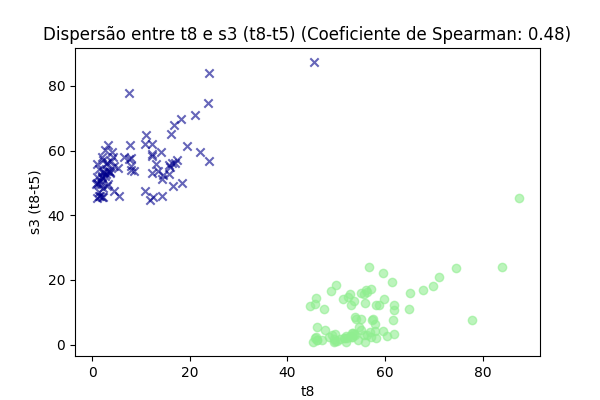 Dispersão entre t8 e s3 (t8-t5) (Coeficiente de Spearman: 0.48)
80
60
40
20
0
s3 (t8-t5)
0 20 40 60 80
t8